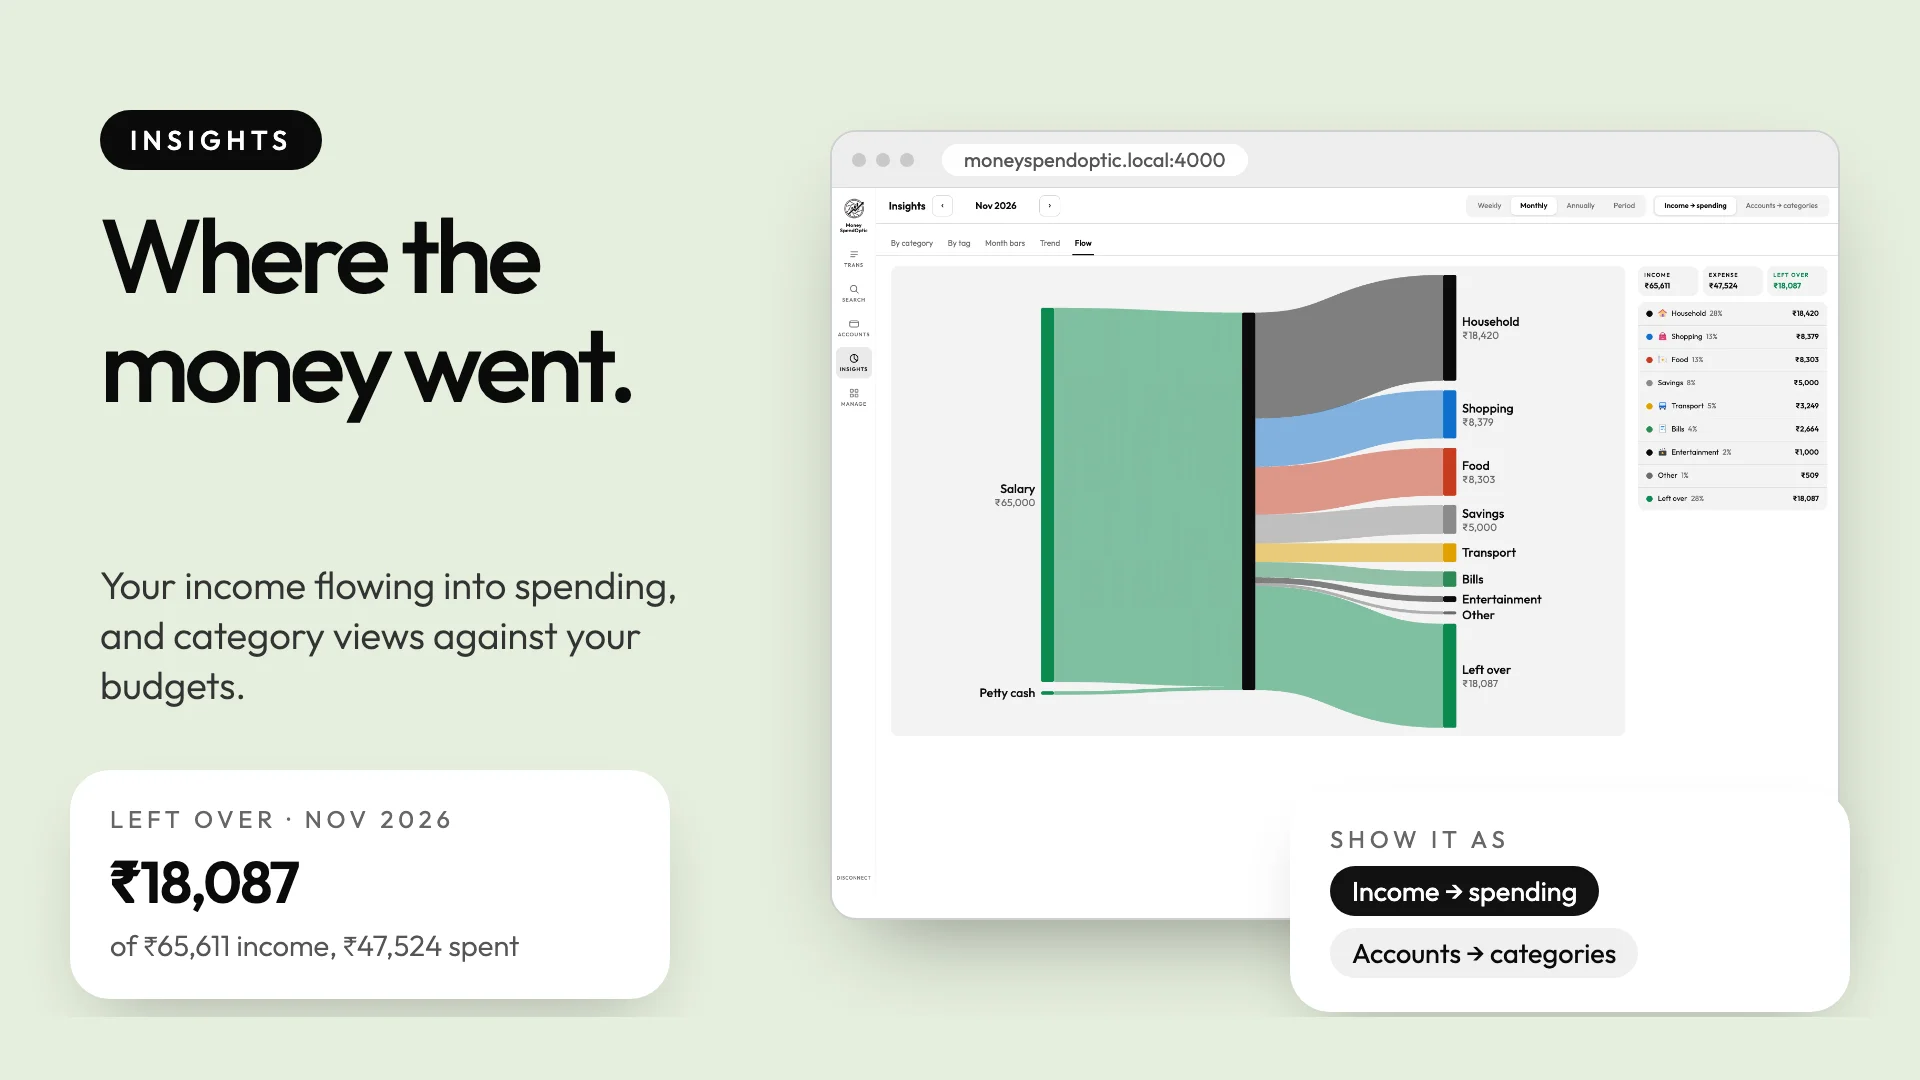 INSIGHTS
Where the
money went.
Your income flowing into spending,
and category views against your
budgets.
LEFT OVER · NOV 2026
₹18,087
of ₹65,611 income, ₹47,524 spent
moneyspendoptic.local:4000
Money
SpendOptic
TRANS
SEARCH
ACCOUNTS
INSIGHTS
MANAGE
DISCONNECT
Insights ‹ Nov 2026 ›
Weekly Monthly Annually Period
Income → spending Accounts → categories
By category By tag Month bars Trend Flow
Salary
₹65,000
Petty cash
Household
₹18,420
Shopping
₹8,379
Food
₹8,303
Savings
₹5,000
Transport
Bills
Entertainment
Other
Left over
₹18,087
INCOME
₹65,611
EXPENSE
₹47,524
LEFT OVER
₹18,087
Household 28% ₹18,420
Shopping 13% ₹8,379
Food 13% ₹8,303
Savings 8% ₹5,000
Transport 5% ₹3,249
Bills 4% ₹2,664
Entertainment 2% ₹1,000
Other 1% ₹509
Left over 28% ₹18,087
SHOW IT AS
Income → spending
Accounts → categories